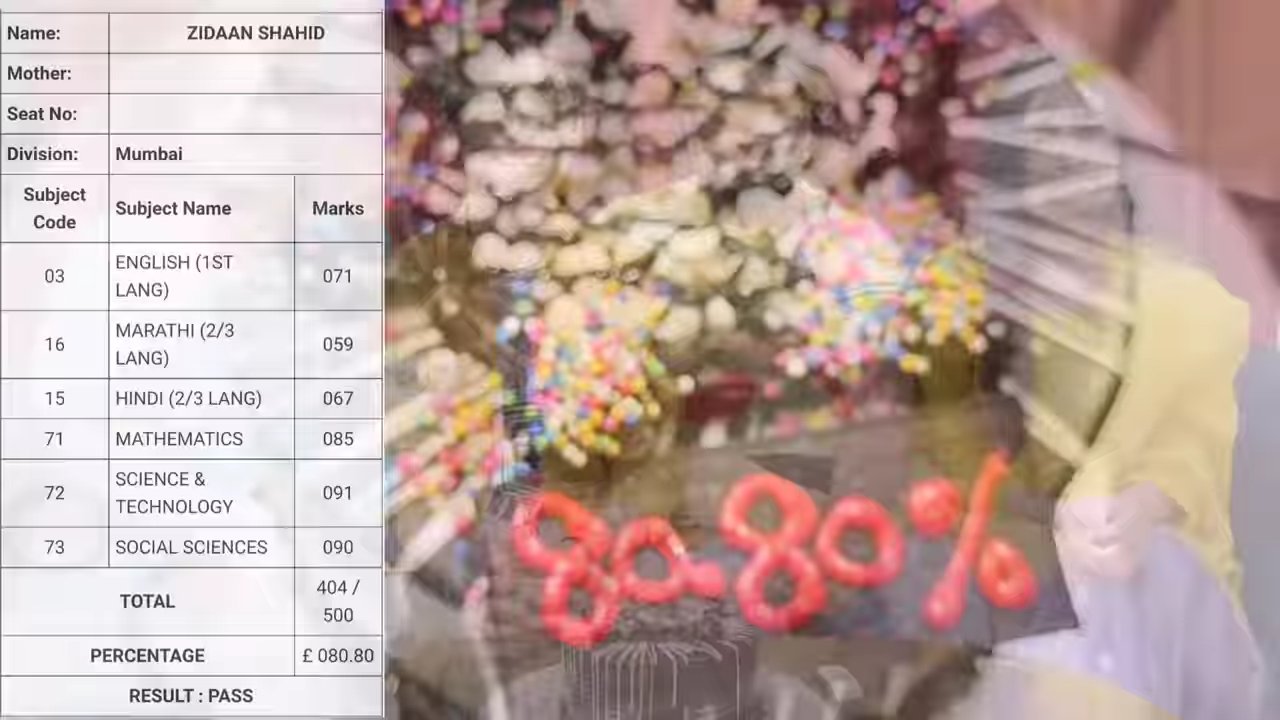 Name: ZIDAAN SHAHID
Mother:
Seat No:
Division: Mumbai
Subject Code Subject Name Marks
03 ENGLISH (1ST LANG) 071
16 MARATHI (2/3 LANG) 059
15 HINDI (2/3 LANG) 067
71 MATHEMATICS 085
72 SCIENCE & TECHNOLOGY 091
73 SOCIAL SCIENCES 090
TOTAL 404 / 500
PERCENTAGE £ 080.80
RESULT : PASS
80.80%